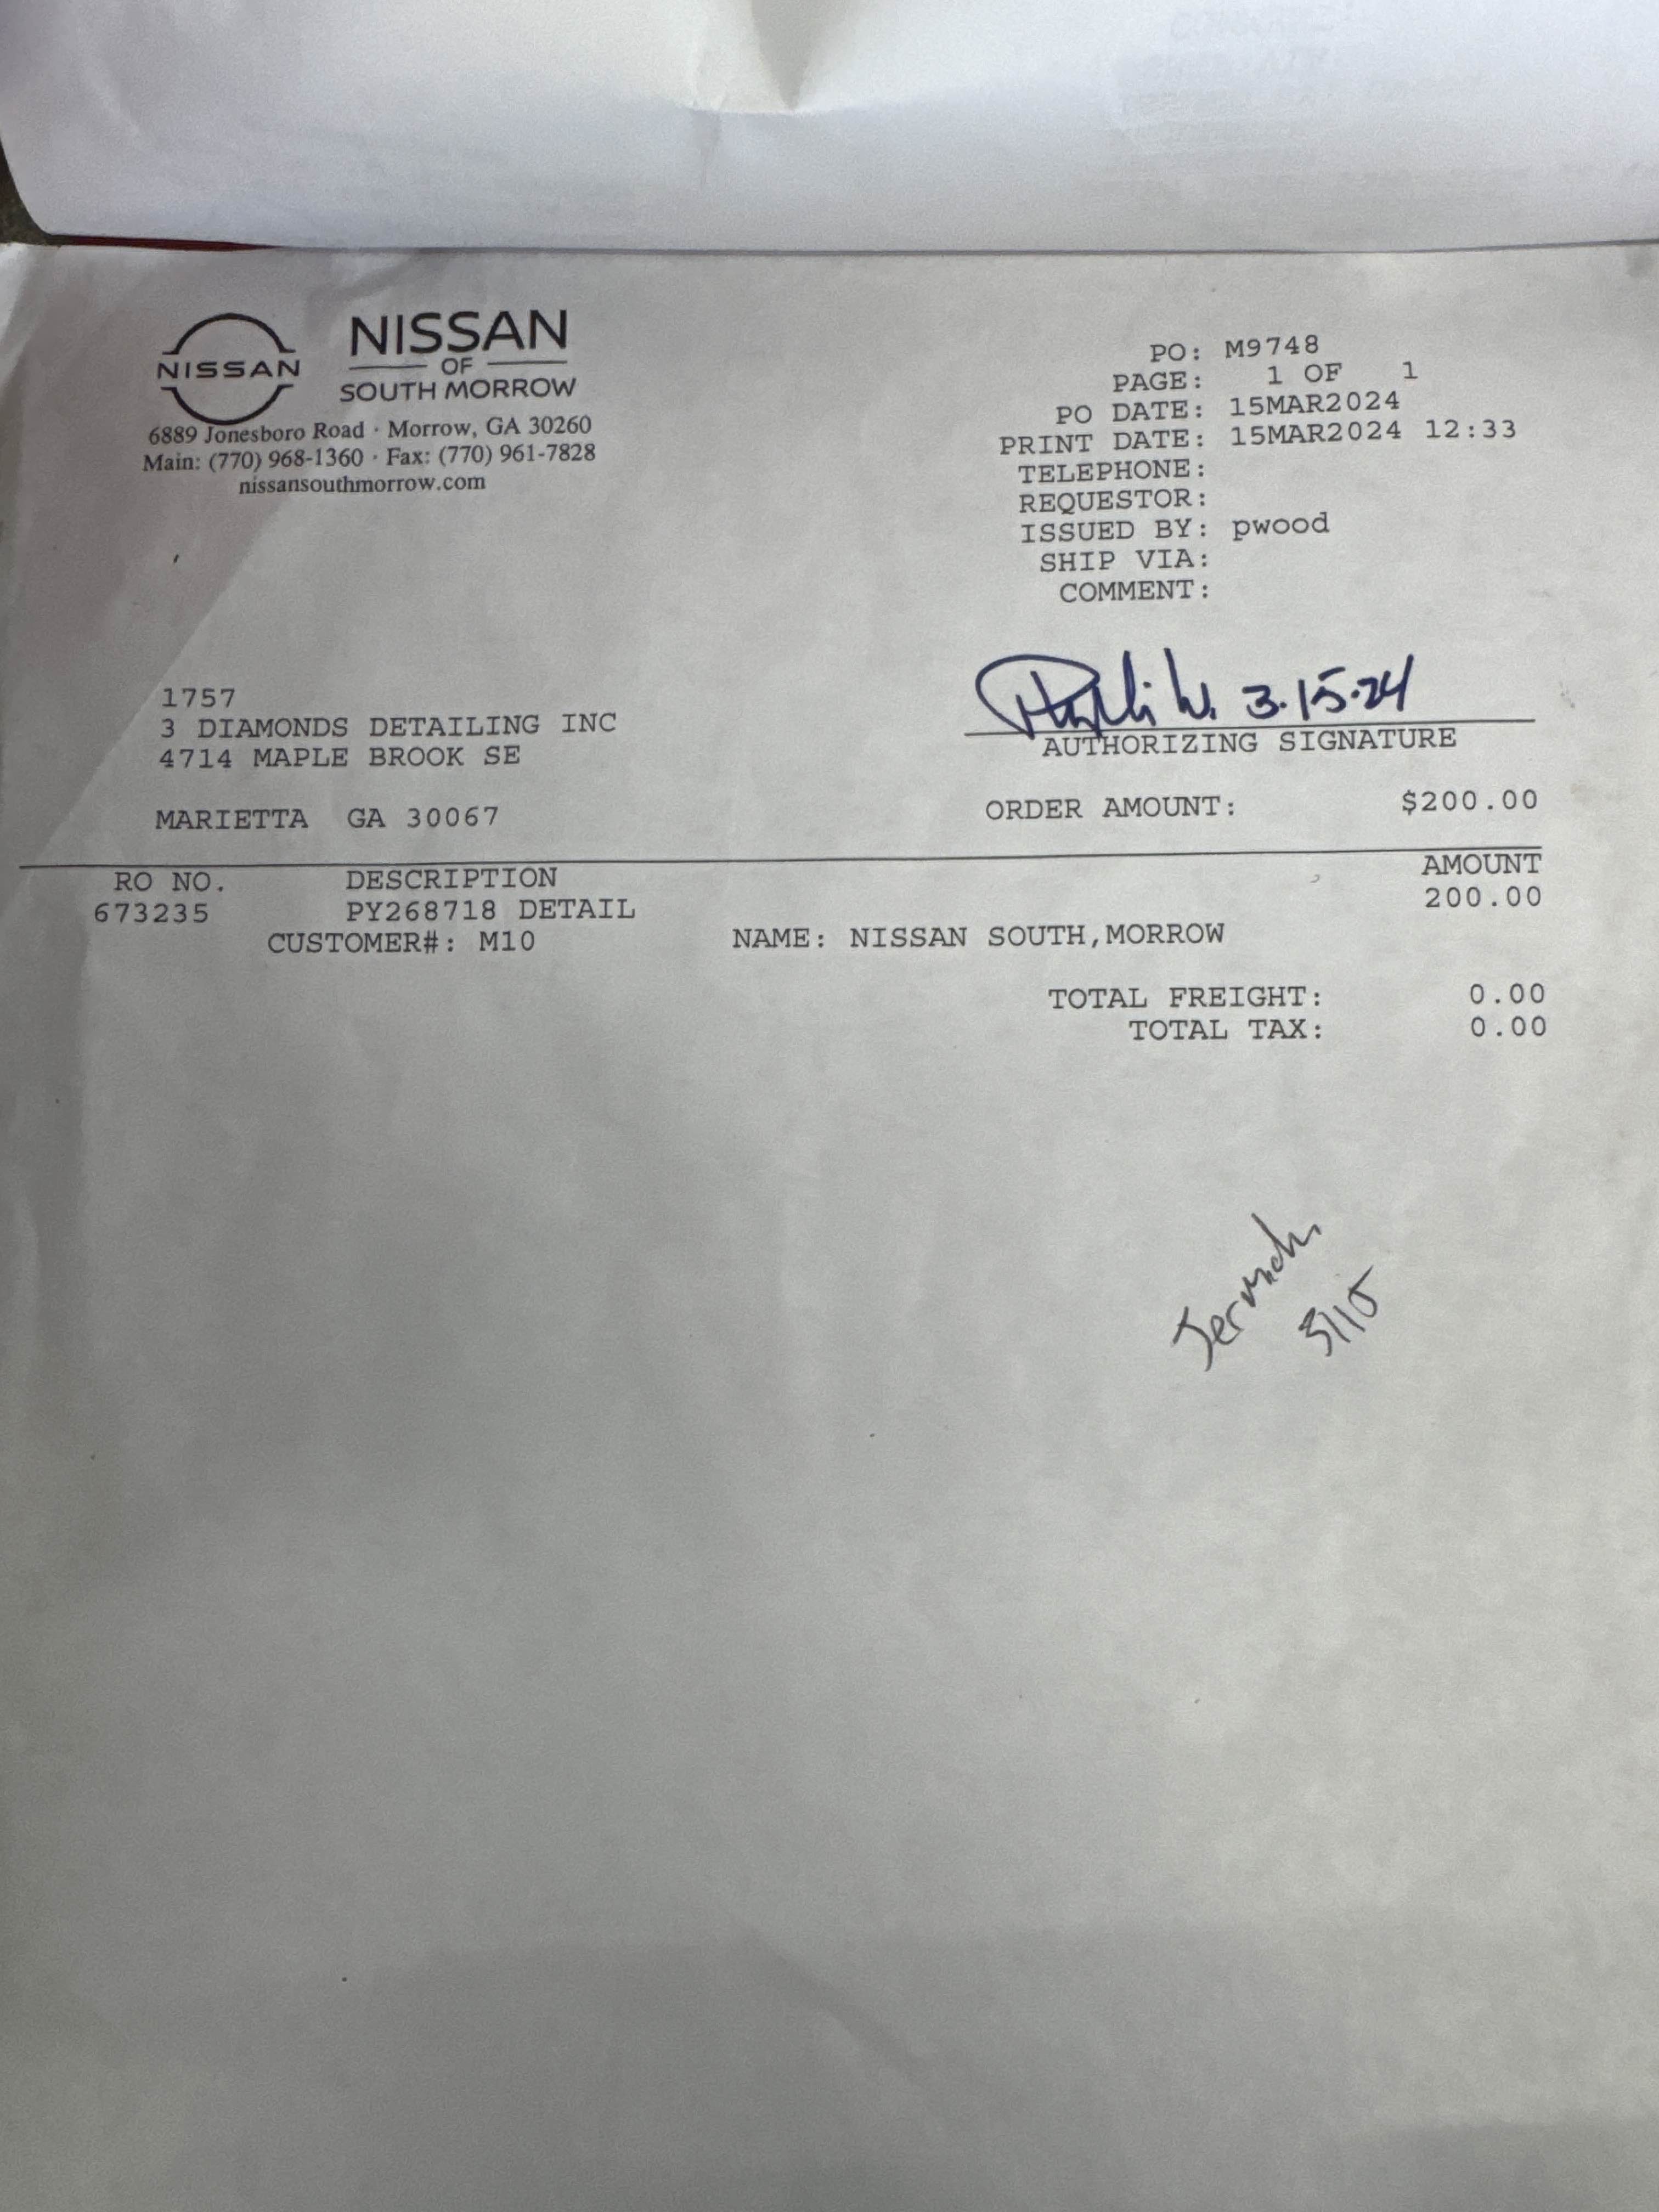 NISSAN
NISSAN
OF
SOUTH MORROW
6889 Jonesboro Road · Morrow, GA 30260
Main: (770) 968-1360 · Fax: (770) 961-7828
nissansouthmorrow.com
PO: M9748
PAGE: 1 OF 1
PO DATE: 15MAR2024
PRINT DATE: 15MAR2024 12:33
TELEPHONE:
REQUESTOR:
ISSUED BY: pwood
SHIP VIA:
COMMENT:
1757
3 DIAMONDS DETAILING INC
4714 MAPLE BROOK SE
MARIETTA GA 30067
3.15.24
AUTHORIZING SIGNATURE
ORDER AMOUNT: $200.00
RO NO. DESCRIPTION AMOUNT
673235 PY268718 DETAIL 200.00
CUSTOMER#: M10 NAME: NISSAN SOUTH,MORROW
TOTAL FREIGHT: 0.00
TOTAL TAX: 0.00
3/15